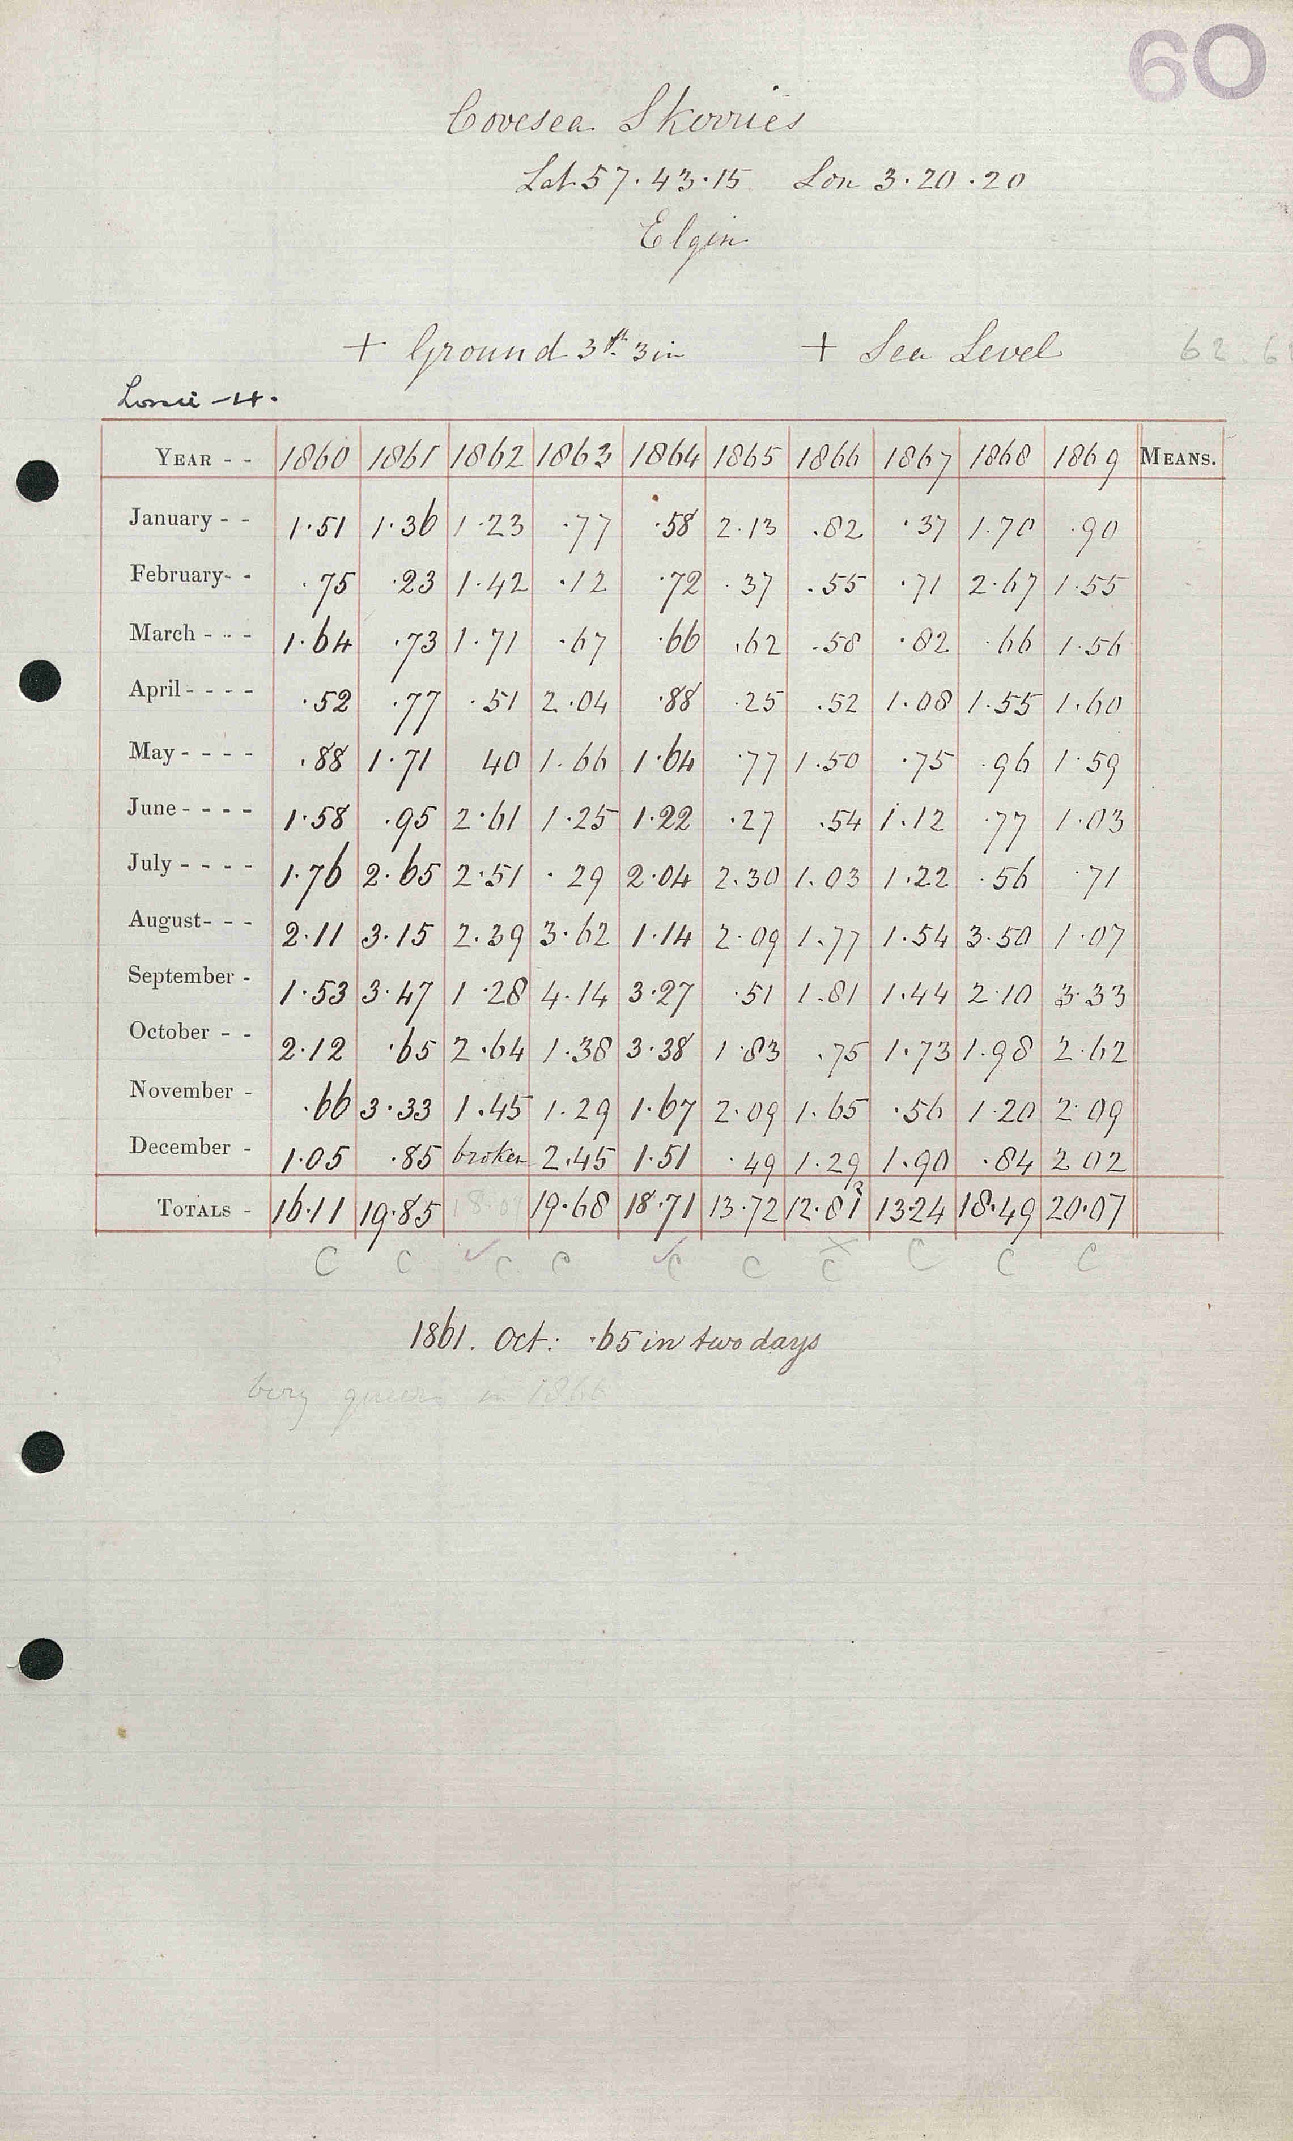 60
Covesea Skerries
Lat 57.43.15 Lon 3.20.20
Elgin
+ Ground 3ft. 3in + Sea Level 62.6
YEAR - - 1860 1861 1862 1863 1864 1865 1866 1867 1868 1869 MEANS.
January - - 1.51 1.36 1.23 .77 .58 2.13 .82 .37 1.70 .90
February- - .75 .23 1.42 .12 .72 .37 .55 .71 2.67 1.55
March - - - 1.64 .73 1.71 .67 .66 .62 .58 .82 .66 1.56
April - - - - .52 .77 .51 2.04 .88 .25 .52 1.08 1.55 1.60
May - - - - .88 1.71 40 1.66 1.64 .77 1.50 .75 .96 1.59
June - - - - 1.58 .95 2.61 1.25 1.22 .27 .54 1.12 .77 1.03
July - - - - 1.76 2.65 2.51 .29 2.04 2.30 1.03 1.22 .56 .71
August- - - 2.11 3.15 2.39 3.62 1.14 2.09 1.77 1.54 3.50 1.07
September - 1.53 3.47 1.28 4.14 3.27 .51 1.81 1.44 2.10 3.33
October - - 2.12 .65 2.64 1.38 3.38 1.83 .75 1.73 1.98 2.62
November - .66 3.33 1.45 1.29 1.67 2.09 1.65 .56 1.20 2.09
December - 1.05 .85 broken 2.45 1.51 .49 1.29 1.90 .84 2 02
TOTALS - 16.11 19.85 19.68 18.71 13.72 12.81 13.24 18.49 20.07
C C C C C C C C C C
1861. Oct: .65 in two days
in 1866